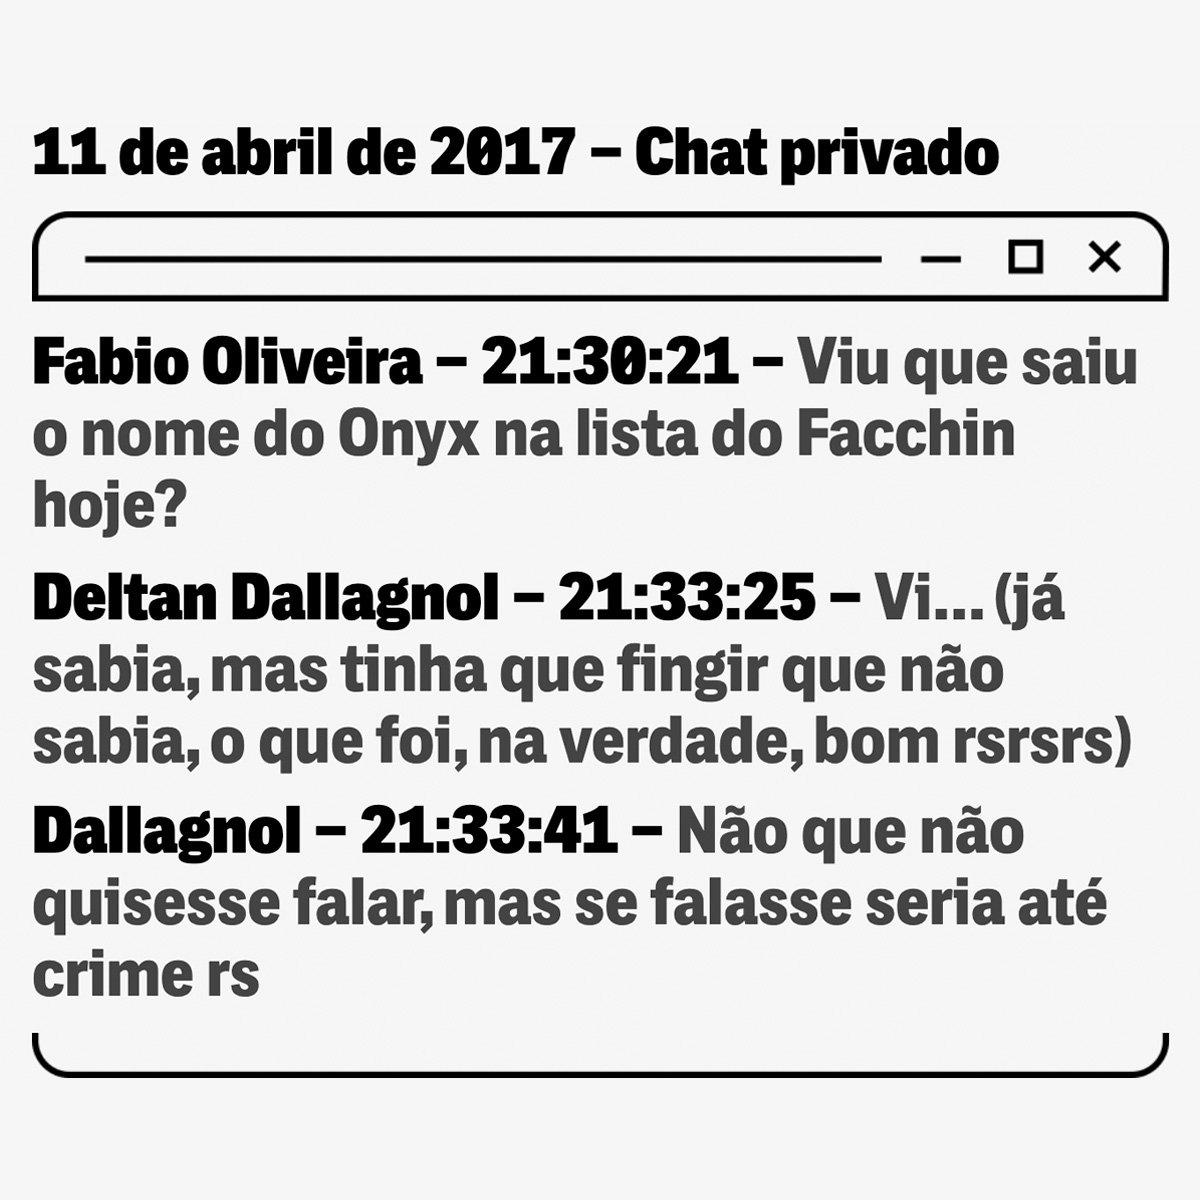 11 de abril de 2017 – Chat privado
Fabio Oliveira – 21:30:21 – Viu que saiu
o nome do Onyx na lista do Facchin
hoje?
Deltan Dallagnol – 21:33:25 – Vi... (já
sabia, mas tinha que fingir que não
sabia, o que foi, na verdade, bom rsrsrs)
Dallagnol – 21:33:41 – Não que não
quisesse falar, mas se falasse seria até
crime rs